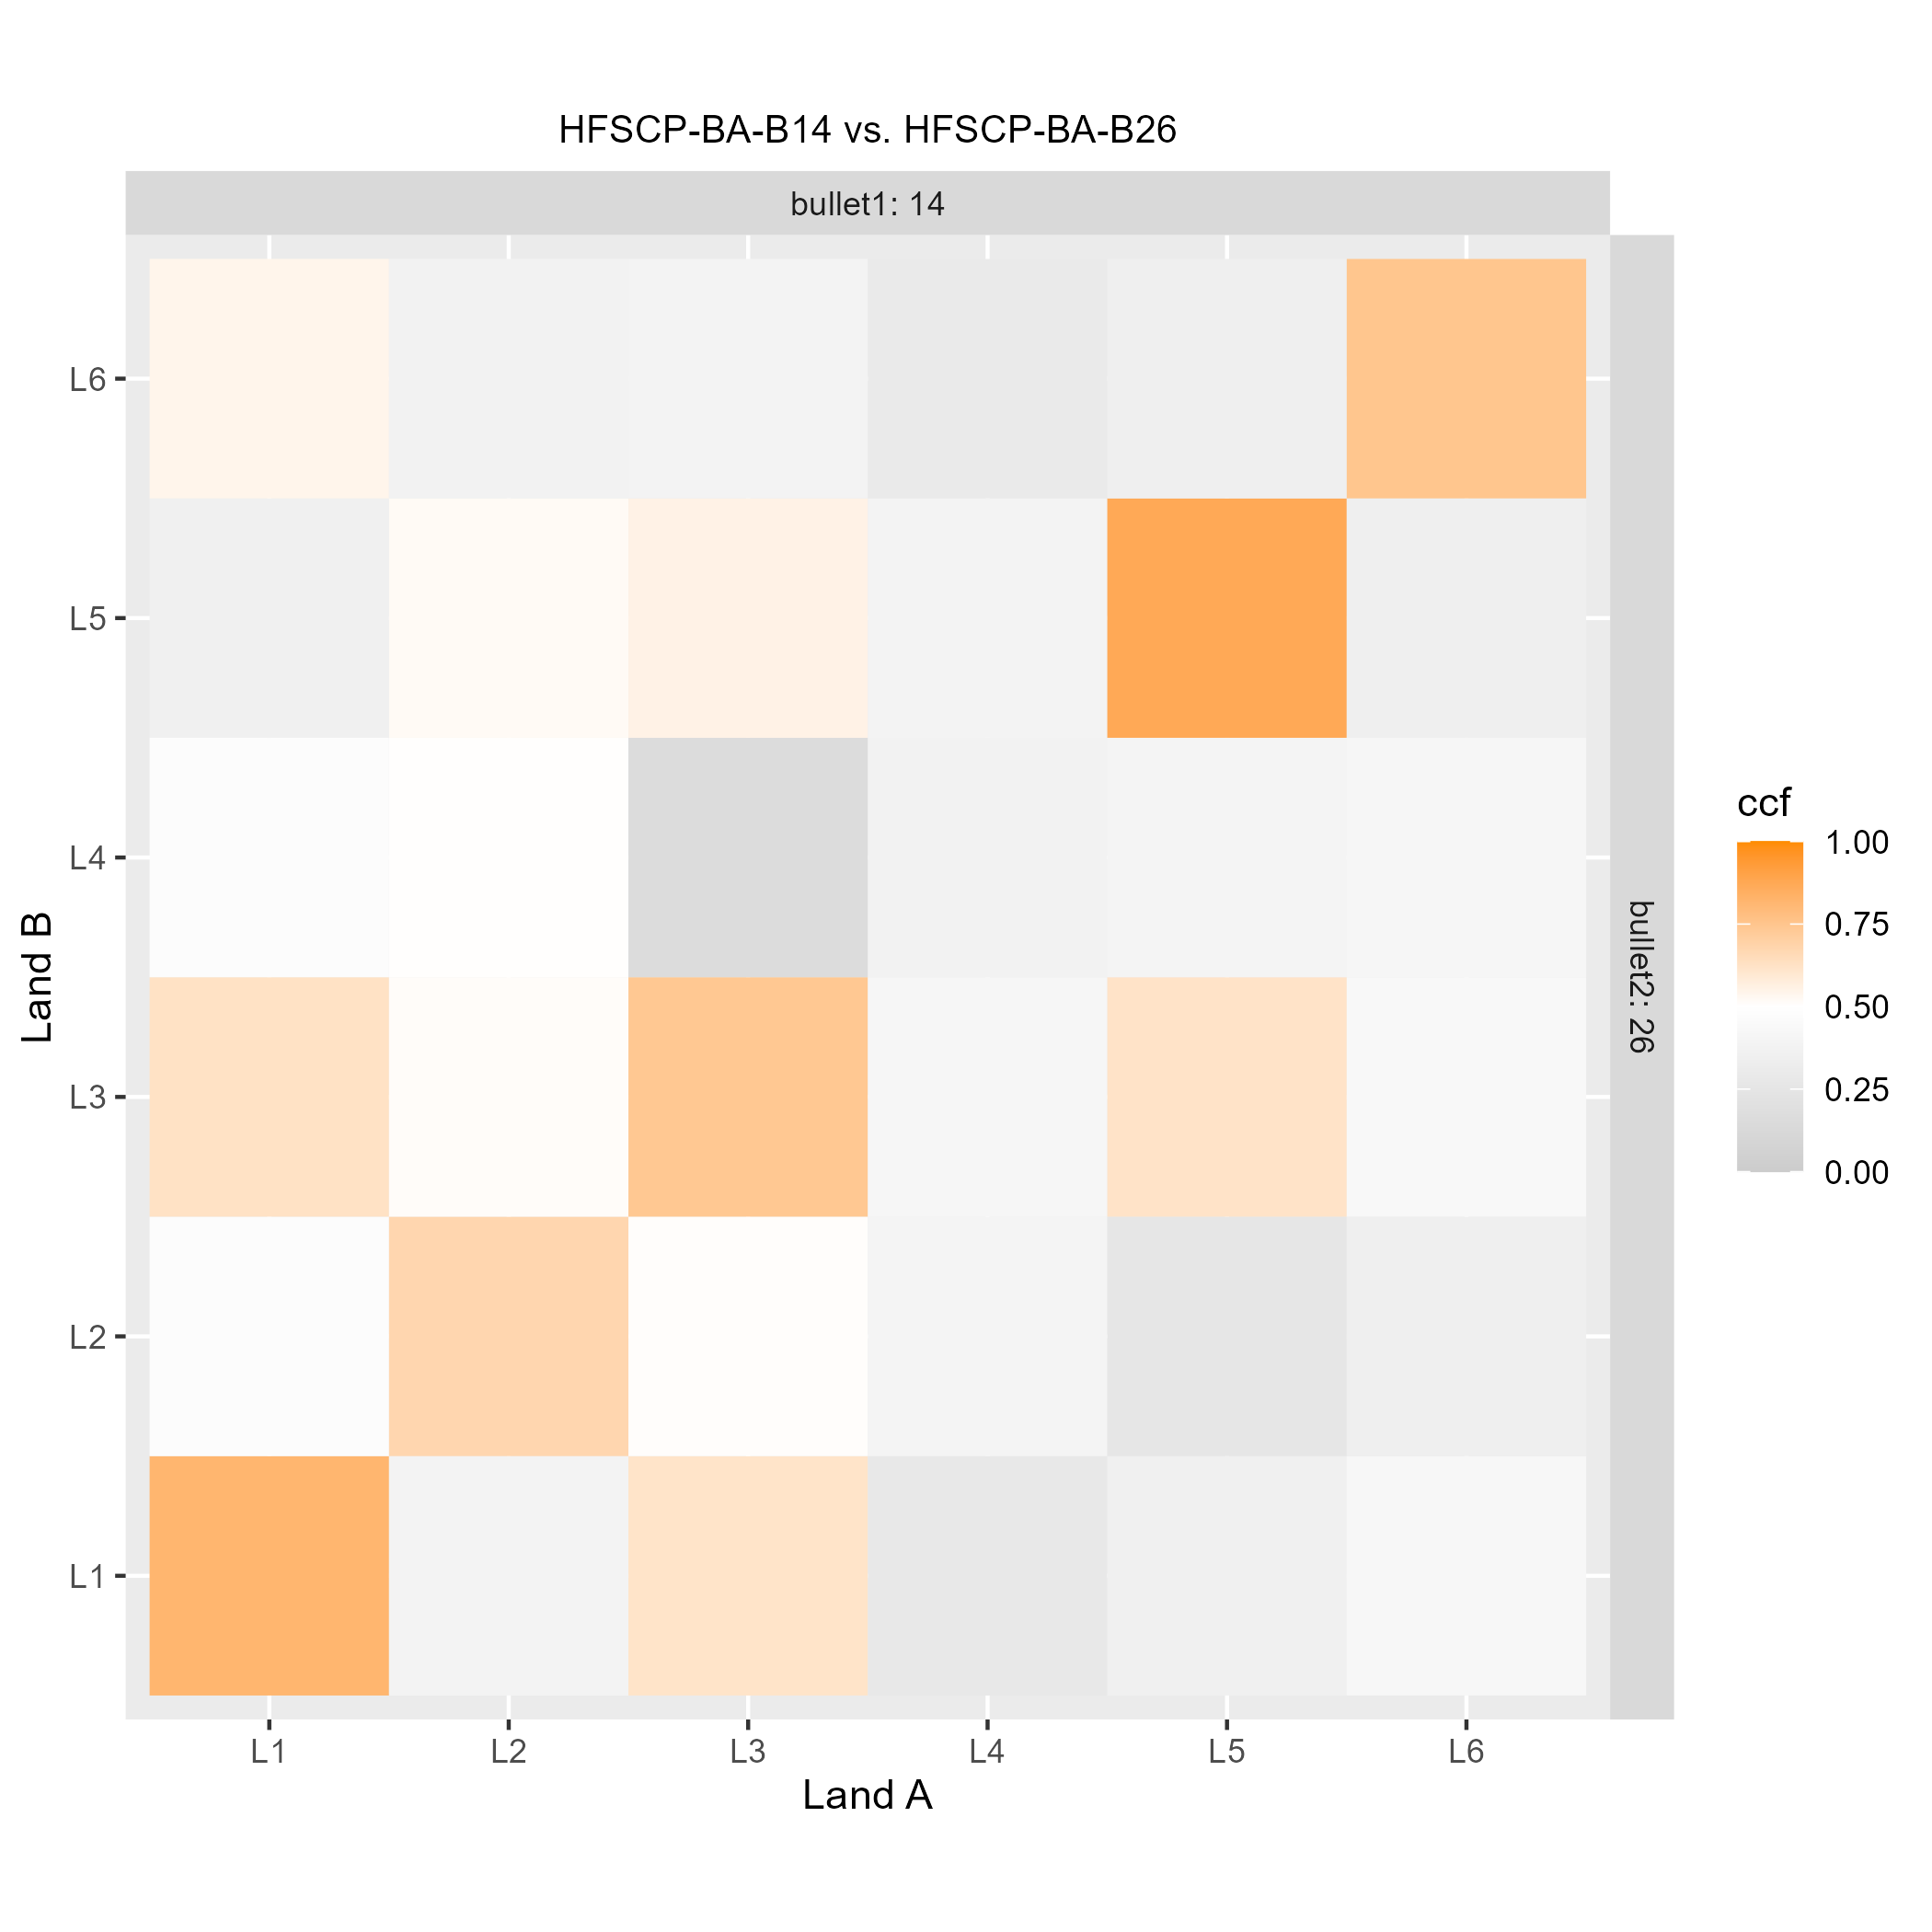 HFSCP-BA-B14 vs. HFSCP-BA-B26
bullet1: 14
bullet2: 26
Land B
L6
L5
L4
L3
L2
L1
L1
L2
L3
L4
L5
L6
Land A
ccf
1.00
0.75
0.50
0.25
0.00